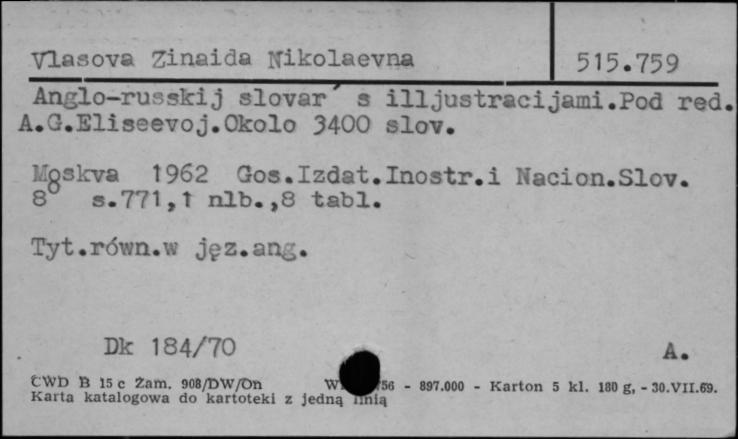 Vlasova Zinaida Nikolaevna
515.759
Anglo-russkij slovar´ s illjustracijami.Pod red.
A.G.Eliseevoj.Okolo 3400 slov.
Moskva 1962 Gos.Izdat.Inostr.i Nacion.Slov.
8° s.771,1 nlb.,8 tabl.
Tyt.równ.w jęz.ang.
Dk 184/70
A.
CWD B 15 c Zam. 908/DW/Dn 56 - 897.000 - Karton 5 kl. 180 g, - 30.VII.69.
Karta katalogowa do kartoteki z jedną linią